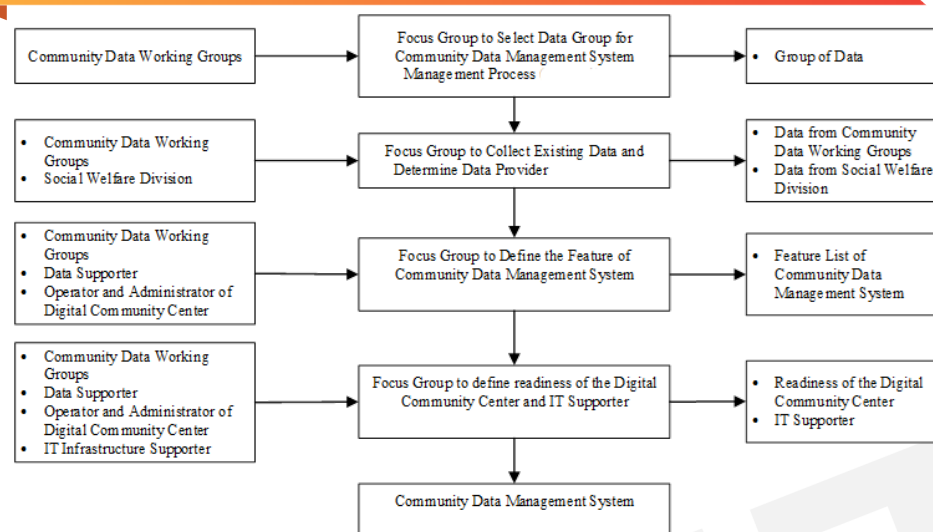 Community Data Working Groups
Focus Group to Select Data Group for
Community Data Management System
Management Process
• Group of Data
• Community Data Working
Groups
• Social Welfare Division
Focus Group to Collect Existing Data and
Determine Data Provider
• Data from Community
Data Working Groups
• Data from Social Welfare
Division
• Community Data Working
Groups
• Data Supporter
• Operator and Administrator of
Digital Community Center
Focus Group to Define the Feature of
Community Data Management System
• Feature List of
Community Data
Management System
• Community Data Working
Groups
• Data Supporter
• Operator and Administrator of
Digital Community Center
• IT Infrastructure Supporter
Focus Group to define readiness of the Digital
Community Center and IT Supporter
• Readiness of the Digital
Community Center
• IT Supporter
Community Data Management System